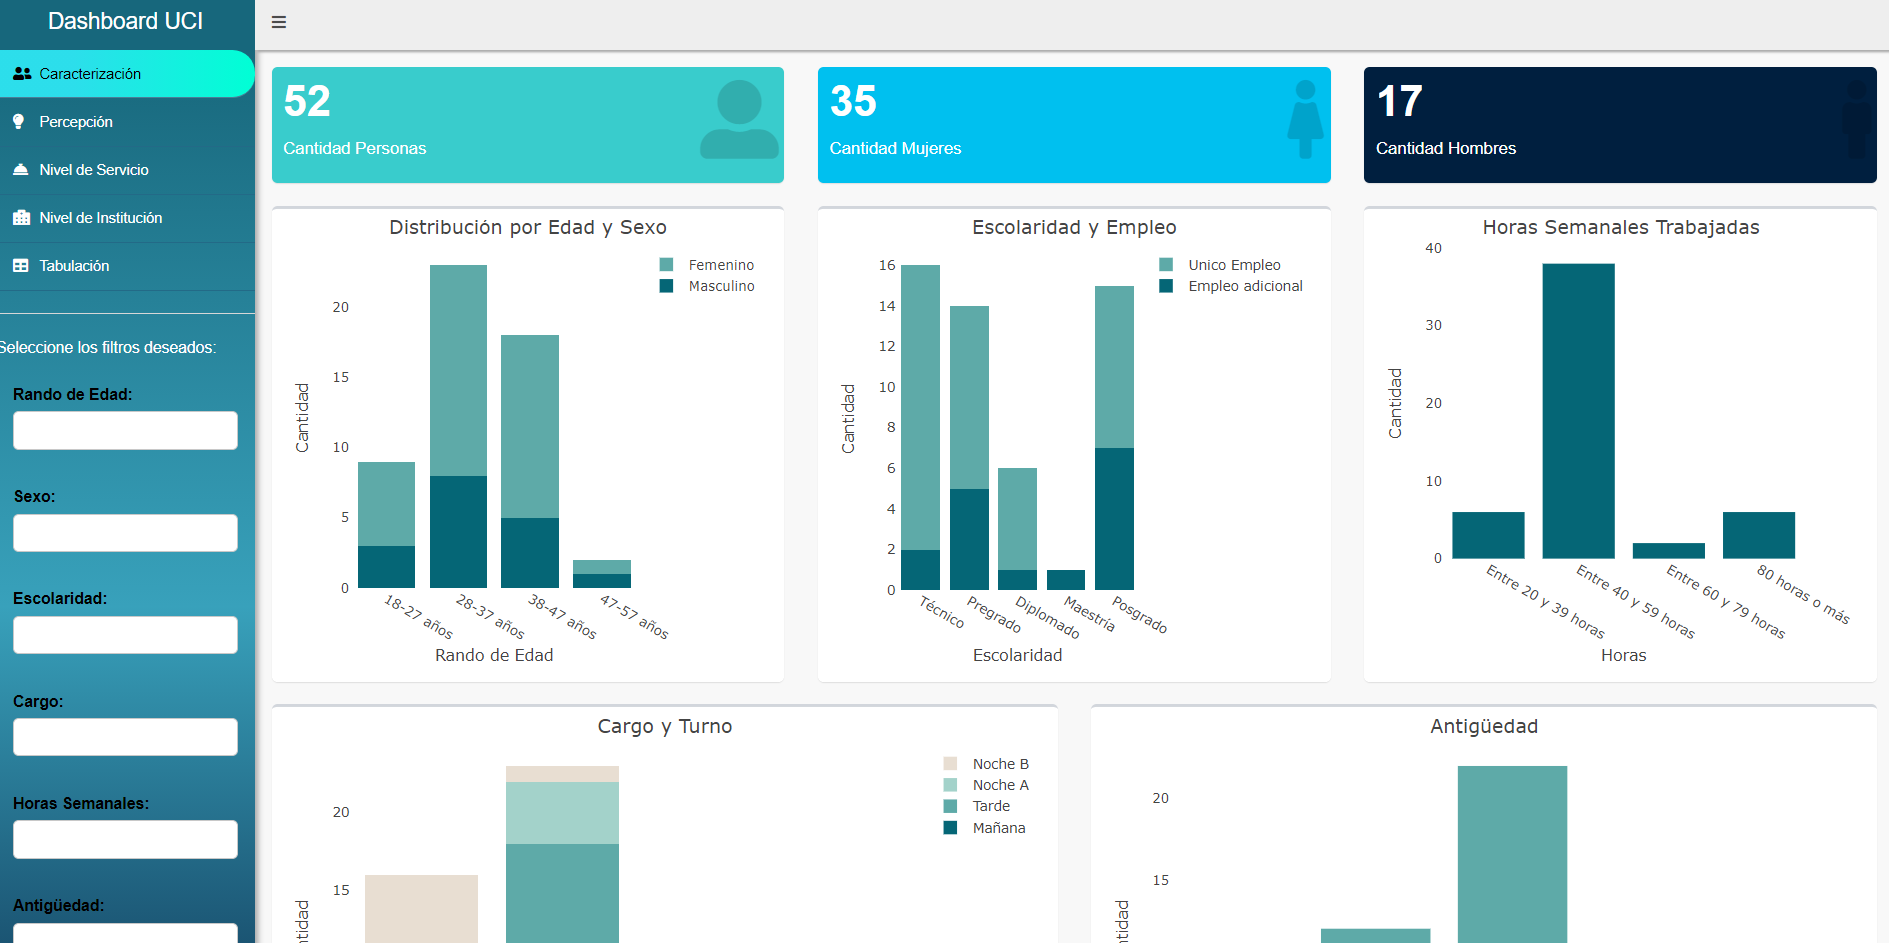 Dashboard UCI
Caracterización
Percepción
Nivel de Servicio
Nivel de Institución
Tabulación
Seleccione los filtros deseados:
Rando de Edad:
Sexo:
Escolaridad:
Cargo:
Horas Semanales:
Antigüedad:
52
Cantidad Personas
35
Cantidad Mujeres
17
Cantidad Hombres
Distribución por Edad y Sexo
Femenino
Masculino
20
15
10
5
0
Cantidad
18-27 años
28-37 años
38-47 años
47-57 años
Rando de Edad
Escolaridad y Empleo
Unico Empleo
Empleo adicional
16
14
12
10
8
6
4
2
0
Cantidad
Técnico
Pregrado
Diplomado
Maestría
Posgrado
Escolaridad
Horas Semanales Trabajadas
40
30
20
10
0
Cantidad
Entre 20 y 39 horas
Entre 40 y 59 horas
Entre 60 y 79 horas
80 horas o más
Horas
Cargo y Turno
Noche B
Noche A
Tarde
Mañana
20
15
ntidad
Antigüedad
20
15
ntidad